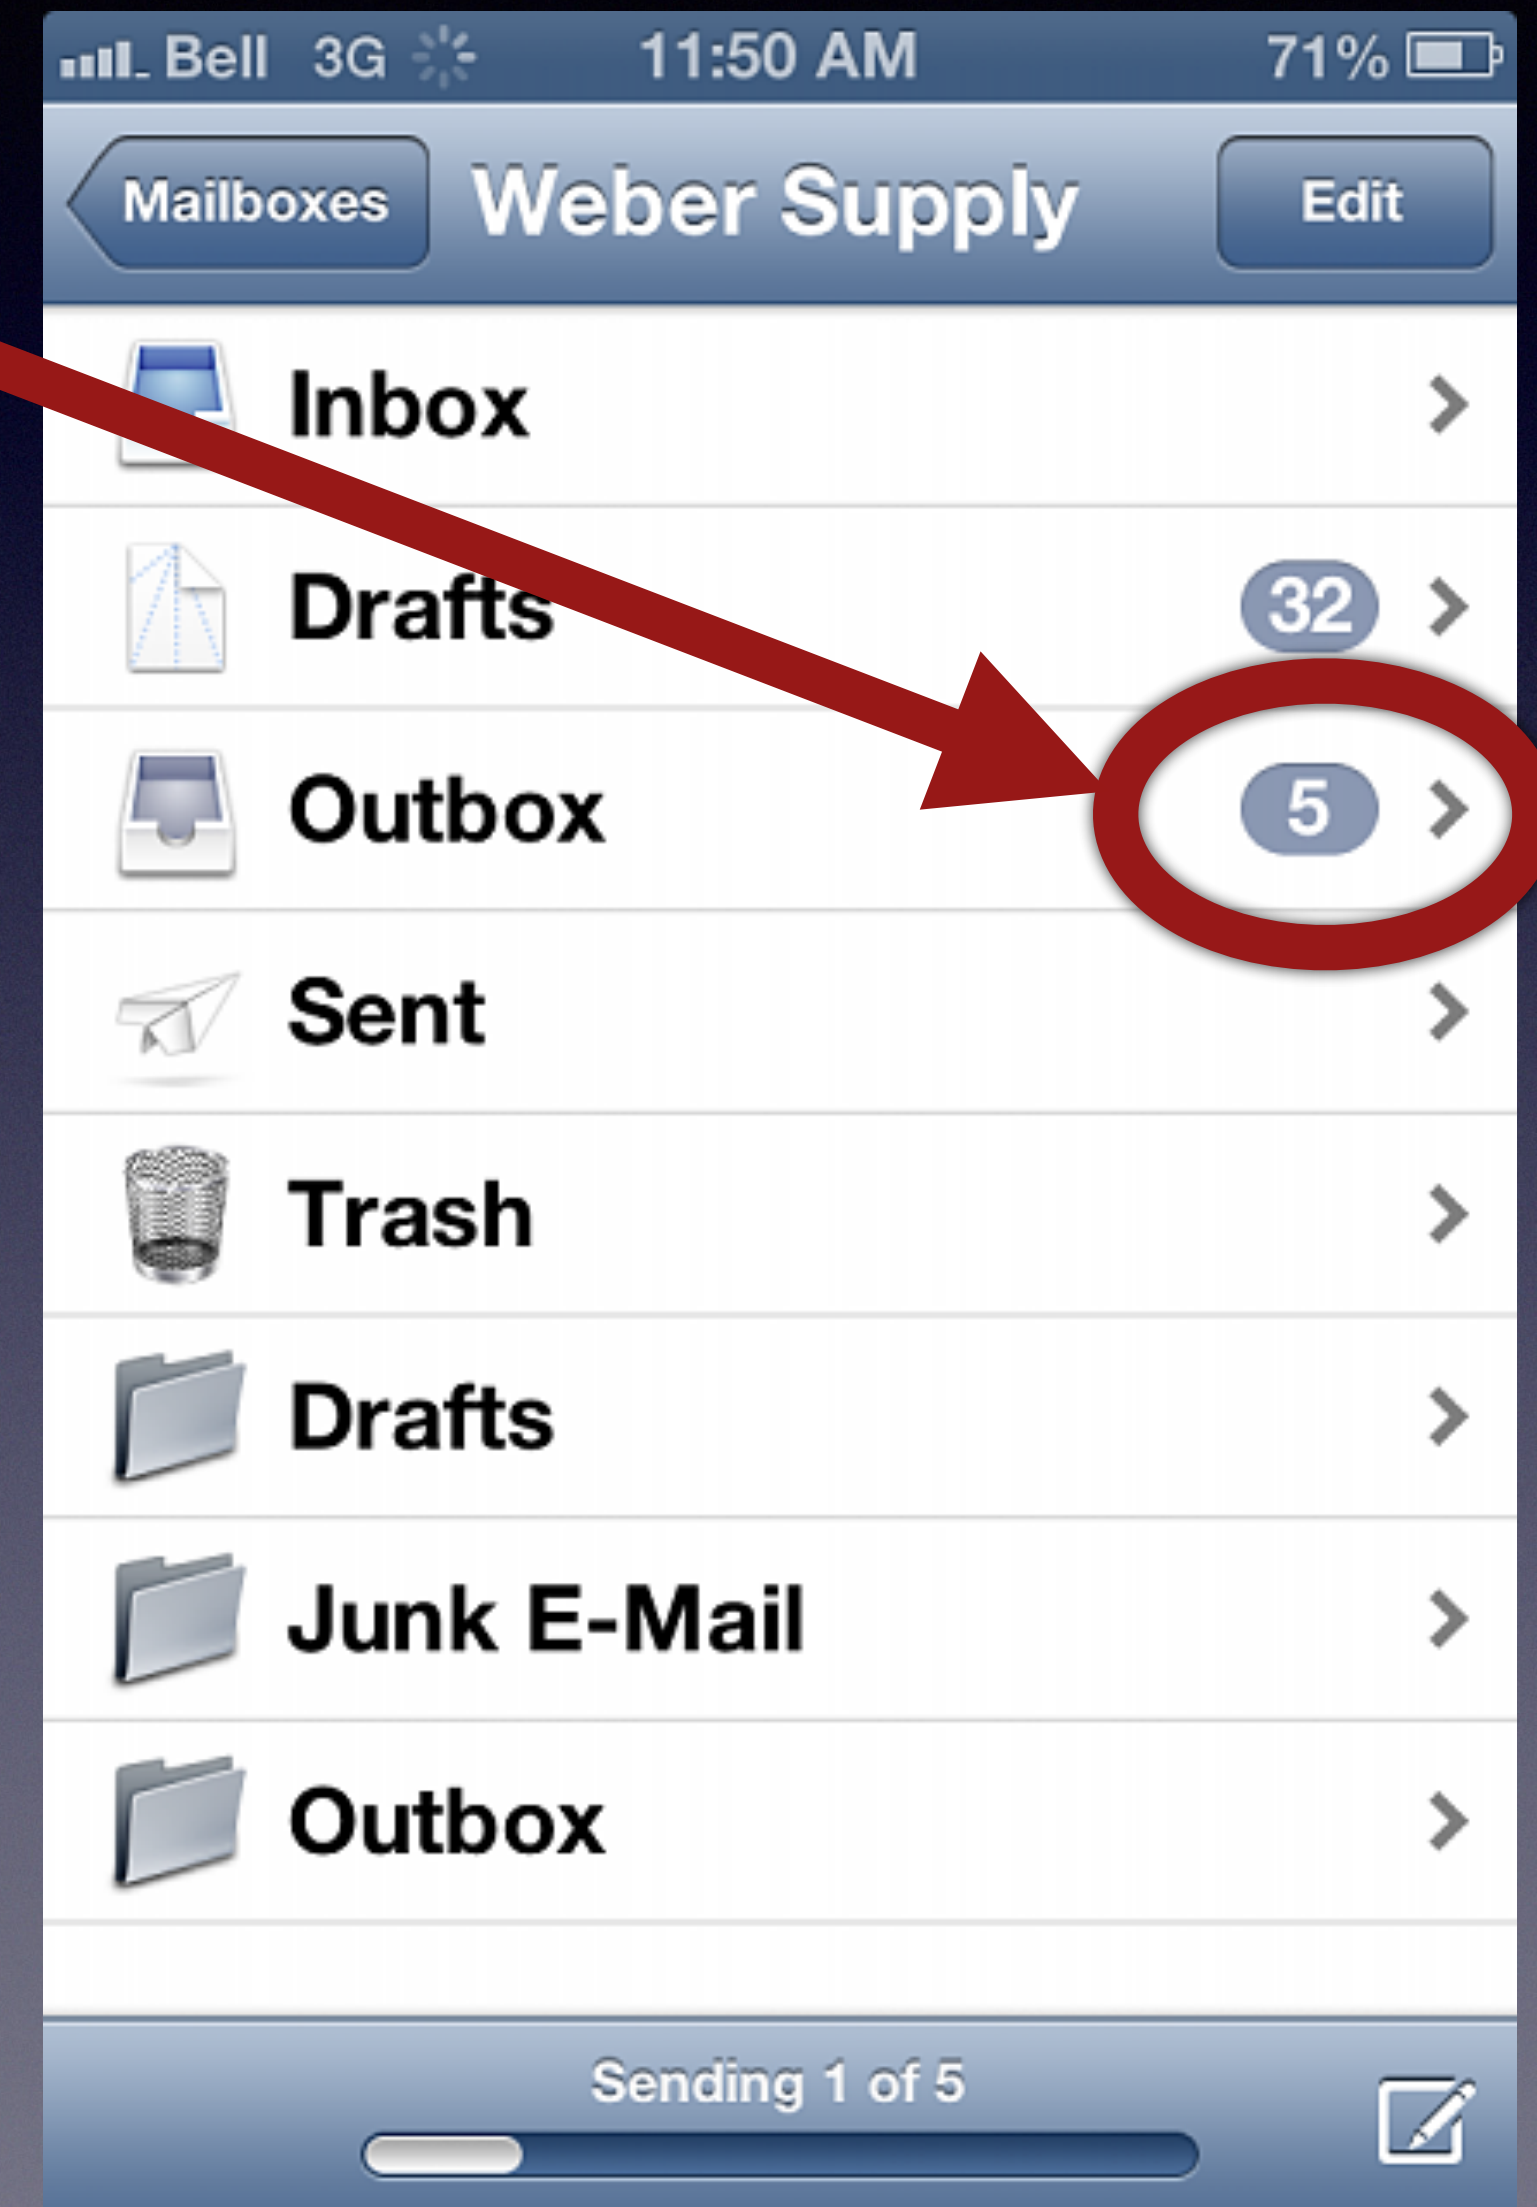 Bell 3G 11:50 AM 71%
Mailboxes Weber Supply Edit
Inbox
Drafts 32
Outbox 5
Sent
Trash
Drafts
Junk E-Mail
Outbox
Sending 1 of 5